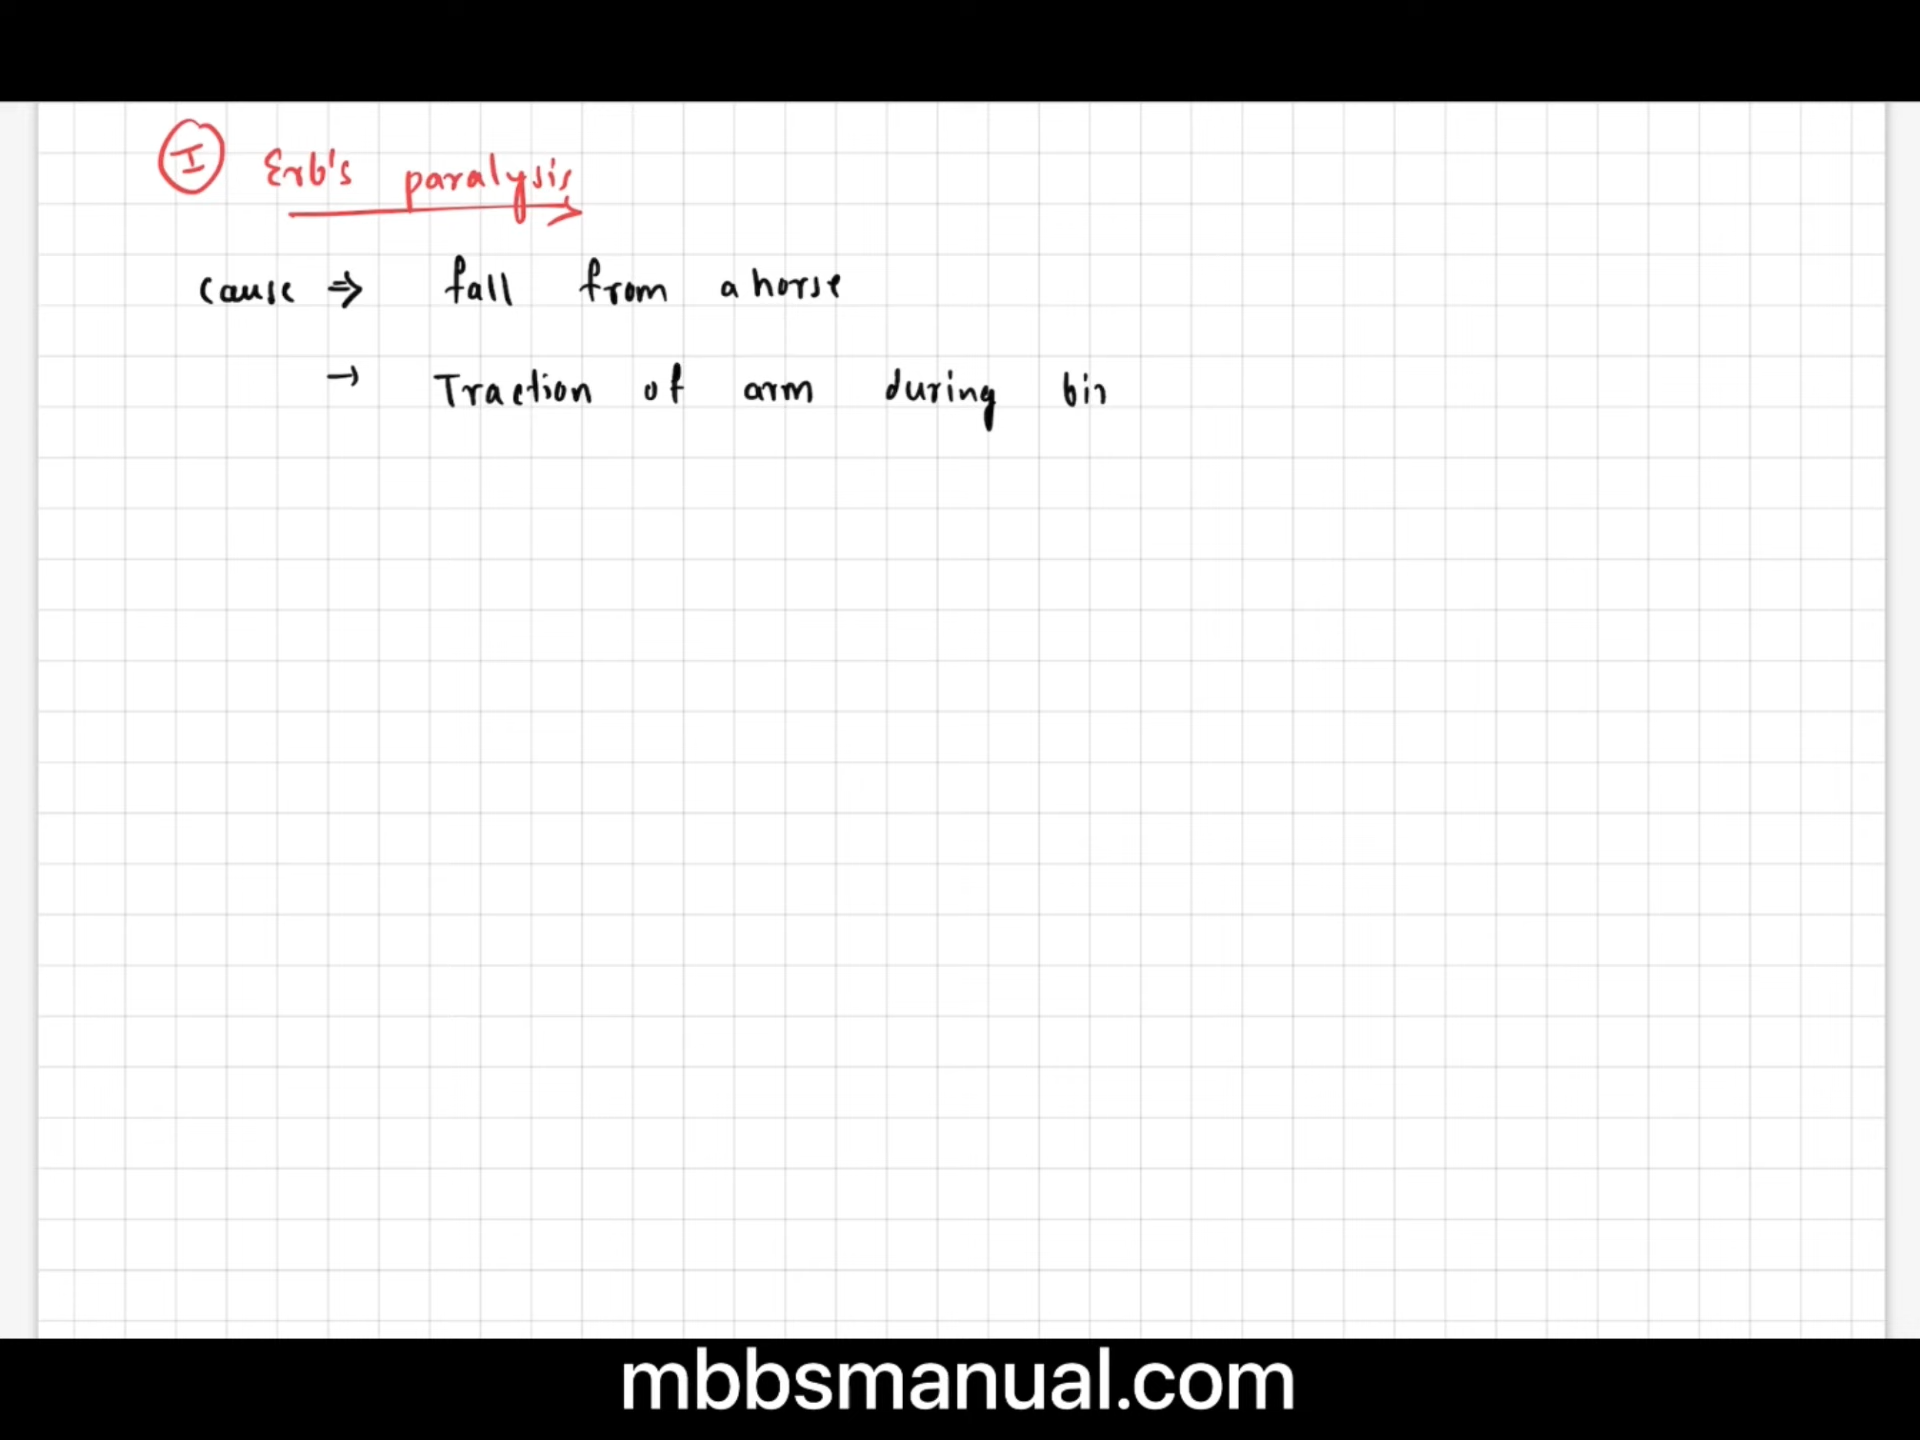 I Erb's paralysis
cause ⇒ fall from a horse
→ Traction of arm during bir
mbbsmanual.com